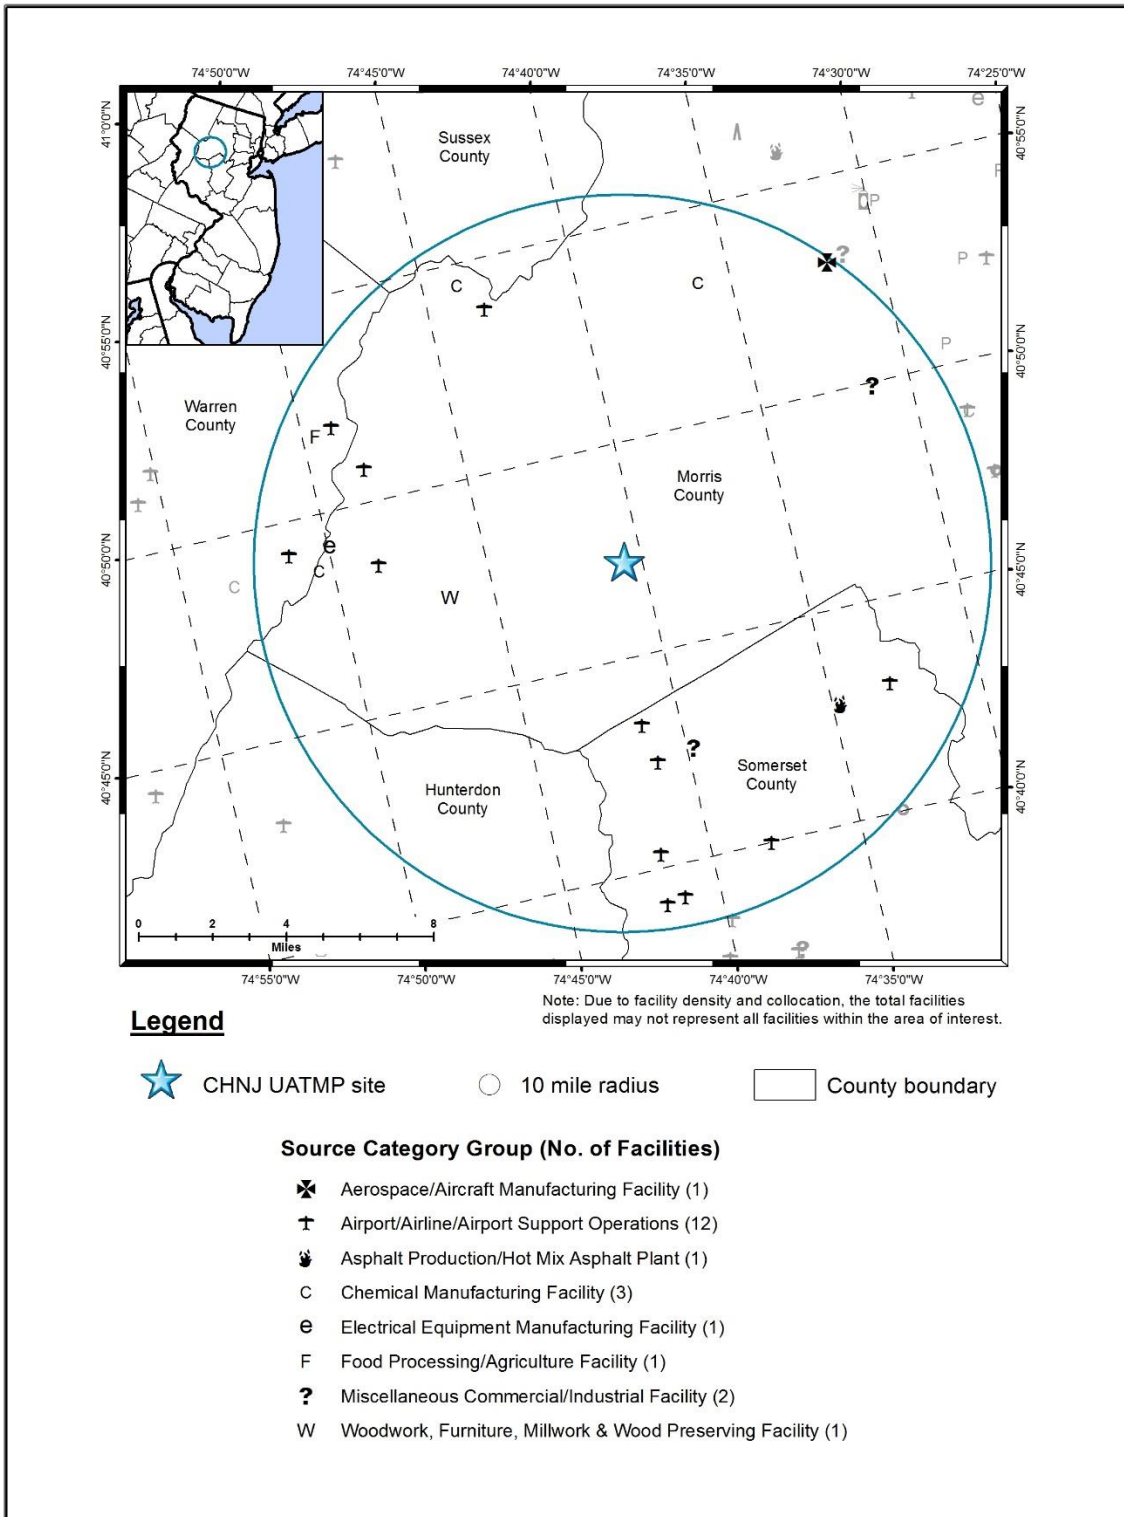 74°50'0"W 74°45'0"W 74°40'0"W 74°35'0"W 74°30'0"W 74°25'0"W
41°0'0"N
40°55'0"N
40°50'0"N
40°45'0"N
40°55'0"N
40°50'0"N
40°45'0"N
40°40'0"N
Sussex
County
e
P
P
?
P
C
C
P
Warren
County
F
?
C
Morris
County
e
C
C
W
?
Somerset
County
Hunterdon
County
C
?
0 2 4 8
Miles
74°55'0"W 74°50'0"W 74°45'0"W 74°40'0"W 74°35'0"W
Note: Due to facility density and collocation, the total facilities
displayed may not represent all facilities within the area of interest.
Legend
CHNJ UATMP site 10 mile radius County boundary
Source Category Group (No. of Facilities)
Aerospace/Aircraft Manufacturing Facility (1)
Airport/Airline/Airport Support Operations (12)
Asphalt Production/Hot Mix Asphalt Plant (1)
C Chemical Manufacturing Facility (3)
e Electrical Equipment Manufacturing Facility (1)
F Food Processing/Agriculture Facility (1)
? Miscellaneous Commercial/Industrial Facility (2)
W Woodwork, Furniture, Millwork & Wood Preserving Facility (1)